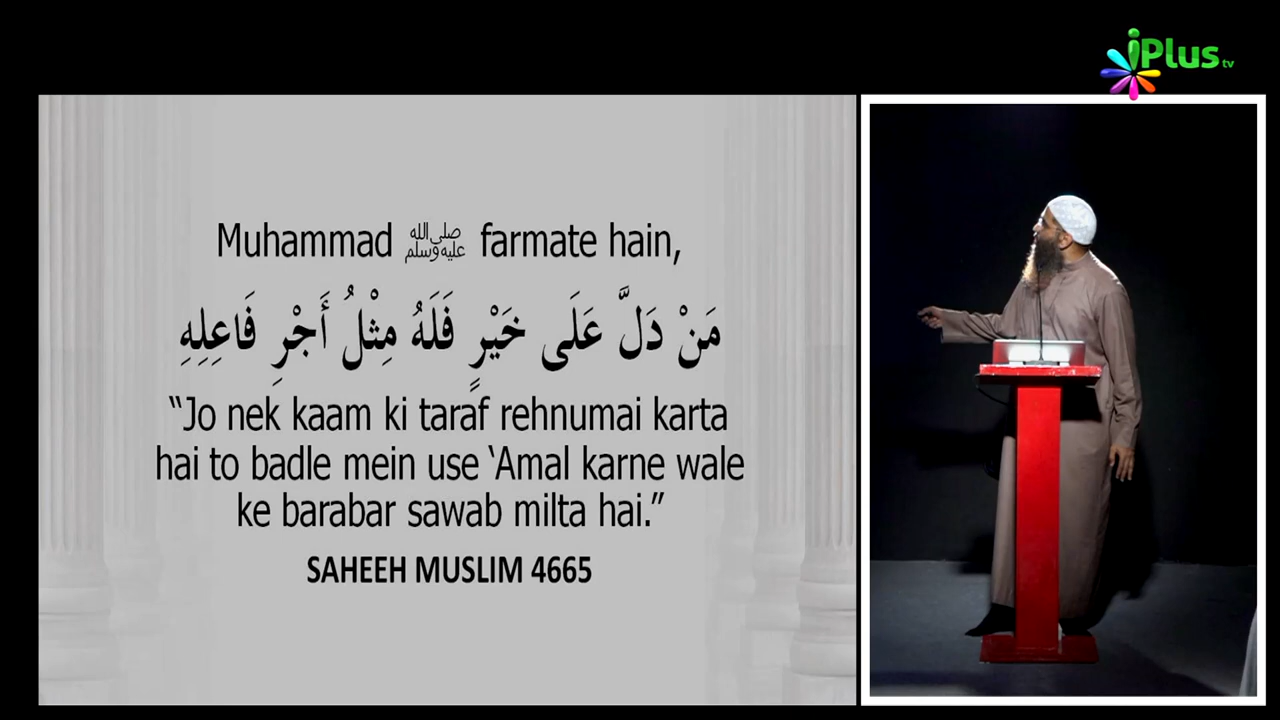 iPlus tv
Muhammad ﷺ farmate hain,
مَنْ دَلَّ عَلَى خَيْرٍ فَلَهُ مِثْلُ أَجْرِ فَاعِلِهِ
“Jo nek kaam ki taraf rehnumai karta
hai to badle mein use ‘Amal karne wale
ke barabar sawab milta hai.”
SAHEEH MUSLIM 4665